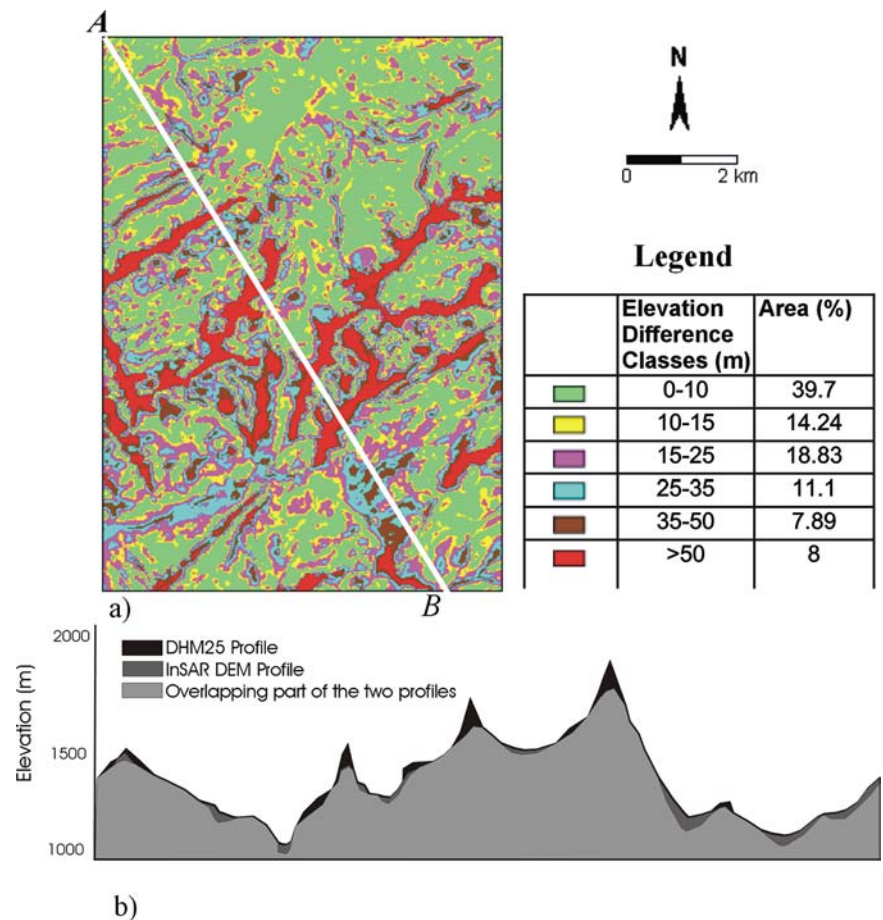 A
N
0 2 km
Legend
Elevation Difference Classes (m) Area (%)
0-10 39.7
10-15 14.24
15-25 18.83
25-35 11.1
35-50 7.89
>50 8
B
a)
2000
1500
1000
Elevation (m)
DHM25 Profile
InSAR DEM Profile
Overlapping part of the two profiles
b)